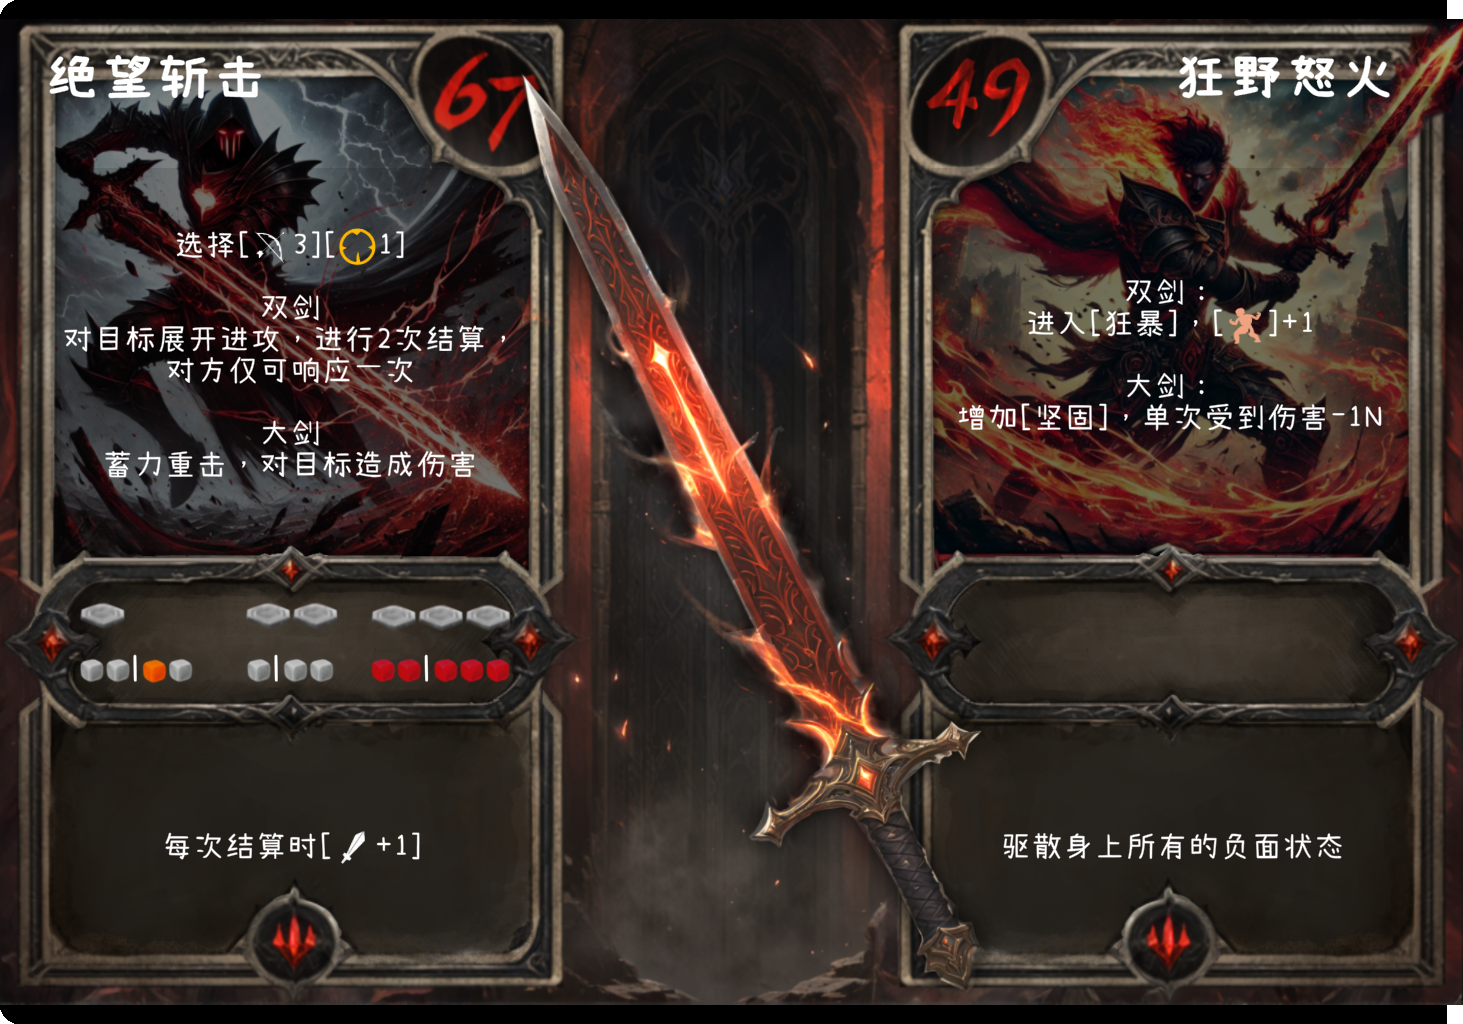 绝望斩击
67
选择[3][1]
双剑
对目标展开进攻，进行2次结算，
对方仅可响应一次
大剑
蓄力重击，对目标造成伤害
每次结算时[+1]
49
狂野怒火
双剑：
进入[狂暴]，[]+1
大剑：
增加[坚固]，单次受到伤害-1N
驱散身上所有的负面状态